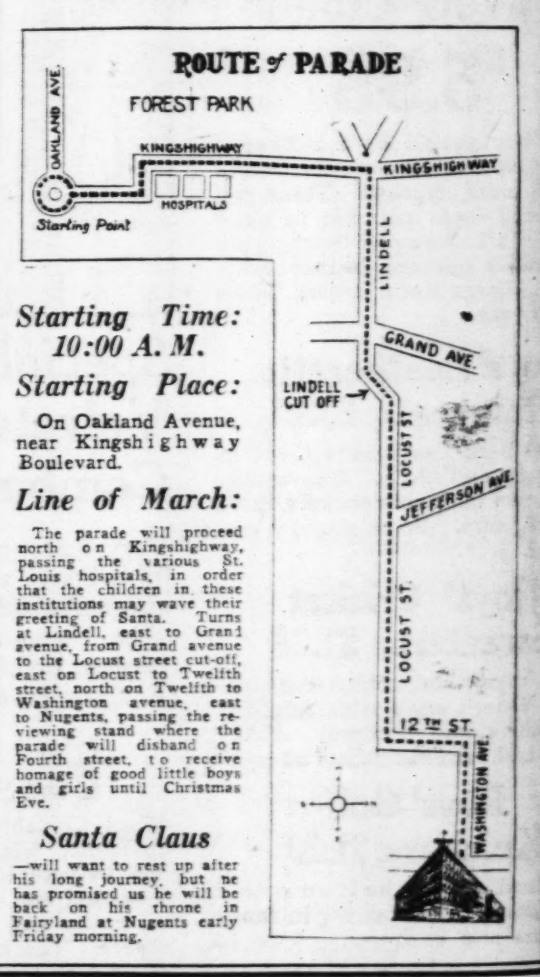 ROUTE of PARADE
FOREST PARK
OAKLAND AVE.
KINGSHIGHWAY
KINGSHIGHWAY
HOSPITALS
Starting Point
LINDELL
GRAND AVE.
LINDELL
CUT OFF
LOCUST ST
JEFFERSON AVE.
LOCUST ST.
12TH ST.
WASHINGTON AVE.
Starting Time:
10:00 A. M.
Starting Place:
On Oakland Avenue,
near Kingshighway
Boulevard.
Line of March:
The parade will proceed
north on Kingshighway,
passing the various St.
Louis hospitals, in order
that the children in these
institutions may wave their
greeting of Santa. Turns
at Lindell, east to Grand
avenue, from Grand avenue
to the Locust street cut-off,
east on Locust to Twelfth
street, north on Twelfth to
Washington avenue, east
to Nugents, passing the re-
viewing stand where the
parade will disband on
Fourth street, to receive
homage of good little boys
and girls until Christmas
Eve.
Santa Claus
—will want to rest up after
his long journey, but he
has promised us he will be
back on his throne in
Fairyland at Nugents early
Friday morning.